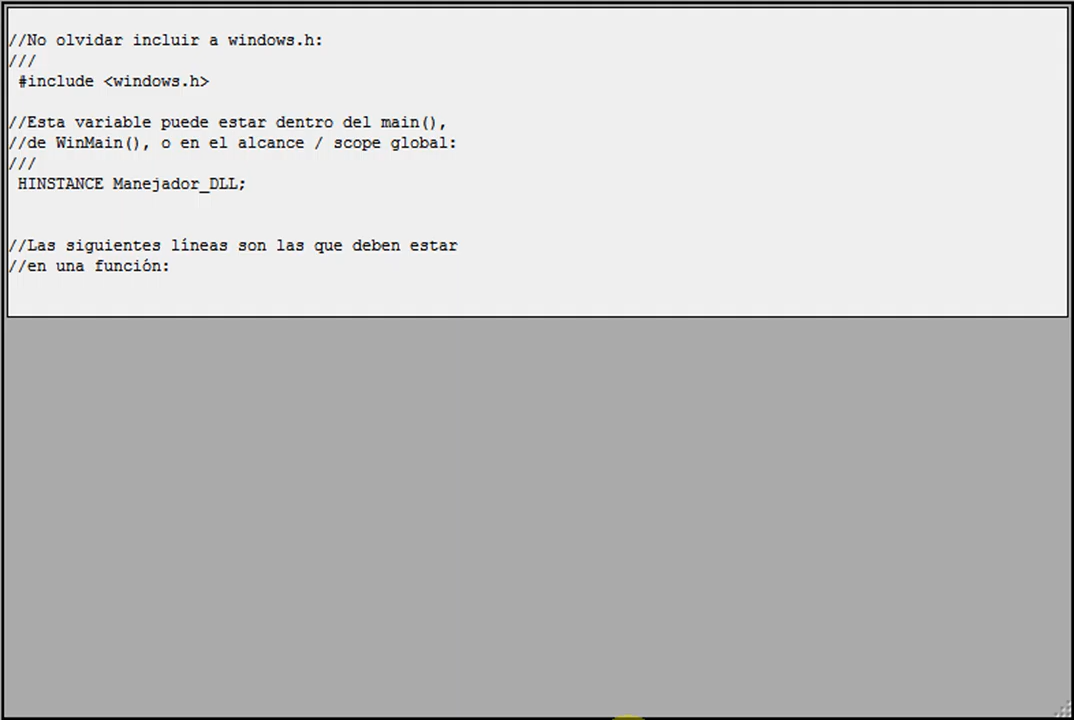 //No olvidar incluir a windows.h:
///
#include <windows.h>
//Esta variable puede estar dentro del main(),
//de WinMain(), o en el alcance / scope global:
///
HINSTANCE Manejador_DLL;
//Las siguientes líneas son las que deben estar
//en una función: